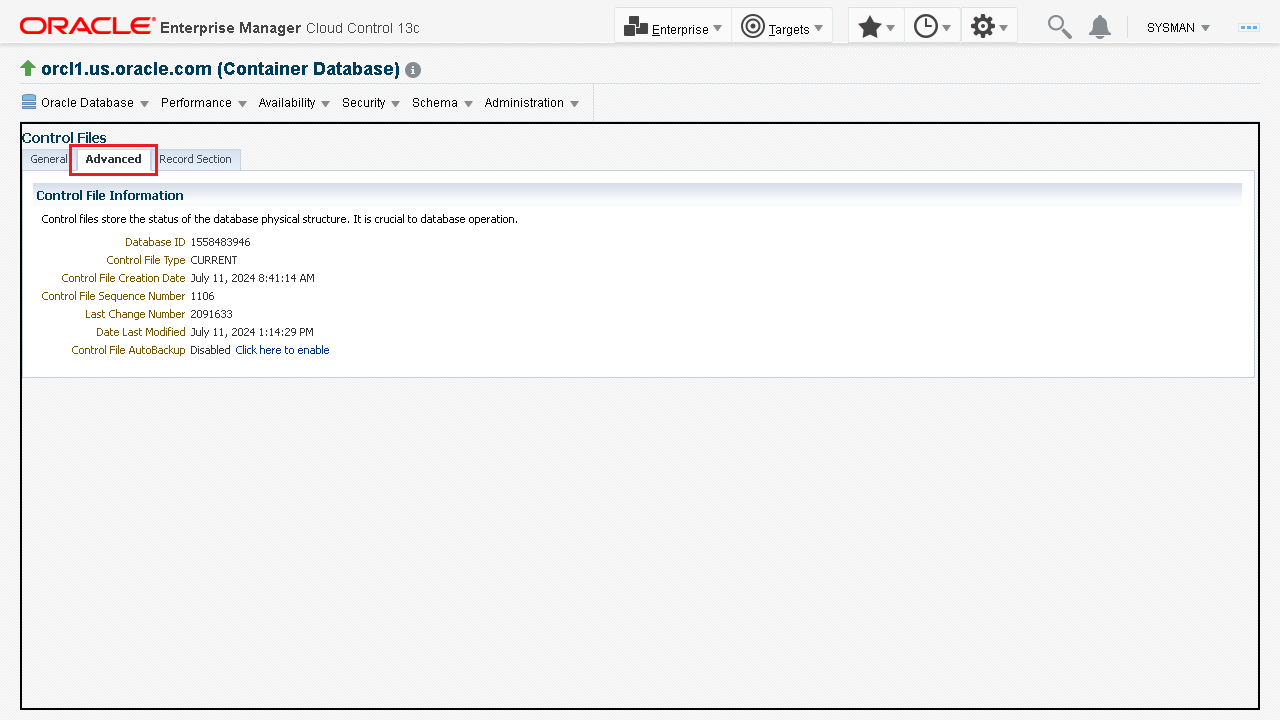 ORACLE Enterprise Manager Cloud Control 13c Enterprise Targets SYSMAN
orcl1.us.oracle.com (Container Database)
Oracle Database Performance Availability Security Schema Administration
Control Files
General Advanced Record Section
Control File Information
Control files store the status of the database physical structure. It is crucial to database operation.
Database ID 1558483946
Control File Type CURRENT
Control File Creation Date July 11, 2024 8:41:14 AM
Control File Sequence Number 1106
Last Change Number 2091633
Date Last Modified July 11, 2024 1:14:29 PM
Control File AutoBackup Disabled Click here to enable